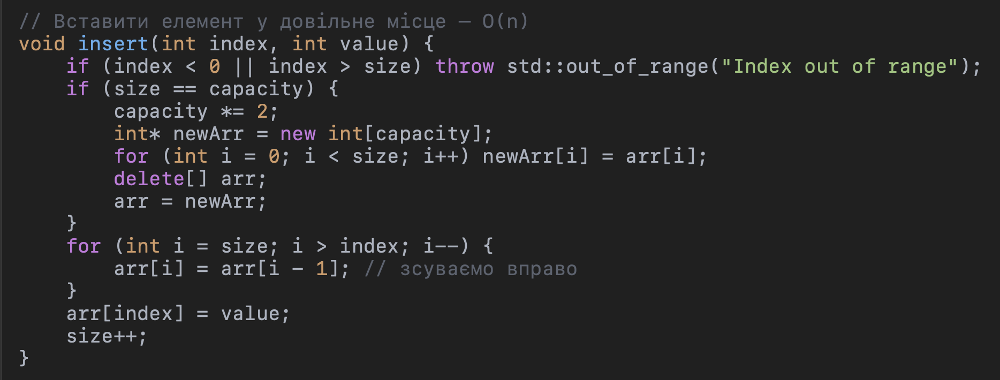 // Вставити елемент у довільне місце — O(n)
void insert(int index, int value) {
    if (index < 0 || index > size) throw std::out_of_range("Index out of range");
    if (size == capacity) {
        capacity *= 2;
        int* newArr = new int[capacity];
        for (int i = 0; i < size; i++) newArr[i] = arr[i];
        delete[] arr;
        arr = newArr;
    }
    for (int i = size; i > index; i--) {
        arr[i] = arr[i - 1]; // зсуваємо вправо
    }
    arr[index] = value;
    size++;
}